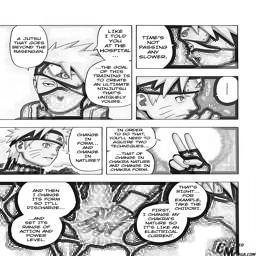 TIME'S NOT
PASSING
ANY
SLOWER.
LIKE I
TOLD YOU
AT THE
HOSPITAL
...
...THE GOAL OF
THIS TRAINING
IS TO CREATE
AN ULTIMATE
NINJUTSU
THAT'S
UNIQUELY
YOURS.
A JUTSU
THAT GOES
BEYOND THE
RASENGAN.
IN ORDER
TO DO THAT,
YOU'LL NEED TO
AQUIRE TWO
TECHNIQUES...
...THAT OF
CHANGE IN
CHAKRA NATURE
AND CHANGE IN
CHAKRA FORM.
CHANGE
IN
FORM...
AND
CHANGE IN
NATURE?
THAT'S
RIGHT...
FOR
EXAMPLE,
TAKE THE
CHIDORI
FIRST I
CHANGE MY
CHAKRA'S
NATURE SO
IT'S LIKE AN
ELECTRICAL
CURRENT
AND THEN
I CHANGE
ITS FORM
SO IT'LL
DISCHARGE...
...AND
SET ITS
RANGE OF
ACTION AND
POWER
LEVEL.